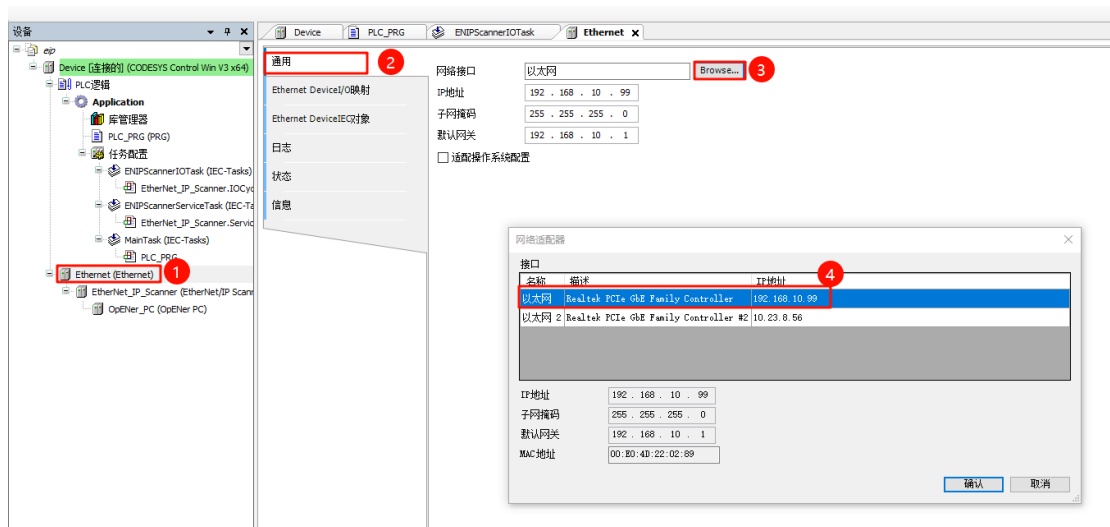 设备
Device
PLC_PRG
ENIPScannerIOTask
Ethernet
eip
Device [连接的] (CODESYS Control Win V3 x64)
PLC逻辑
Application
库管理器
PLC_PRG (PRG)
任务配置
ENIPScannerIOTask (IEC-Tasks)
EtherNet_IP_Scanner.IOCyc
ENIPScannerServiceTask (IEC-Ta
EtherNet_IP_Scanner.Servic
MainTask (IEC-Tasks)
PLC_PRG
Ethernet (Ethernet)
1
EtherNet_IP_Scanner (EtherNet/IP Scann
OpENer_PC (OpENer PC)
通用
2
Ethernet DeviceI/O映射
Ethernet DeviceIEC对象
日志
状态
信息
网络接口 以太网 Browse... 3
IP地址 192 . 168 . 10 . 99
子网掩码 255 . 255 . 255 . 0
默认网关 192 . 168 . 10 . 1
适配操作系统配置
网络适配器
接口
4
名称 描述 IP地址
以太网 Realtek PCIe GbE Family Controller 192.168.10.99
以太网 2 Realtek PCIe GbE Family Controller #2 10.23.8.56
IP地址 192 . 168 . 10 . 99
子网掩码 255 . 255 . 255 . 0
默认网关 192 . 168 . 10 . 1
MAC地址 00:E0:4D:22:02:89
确认 取消